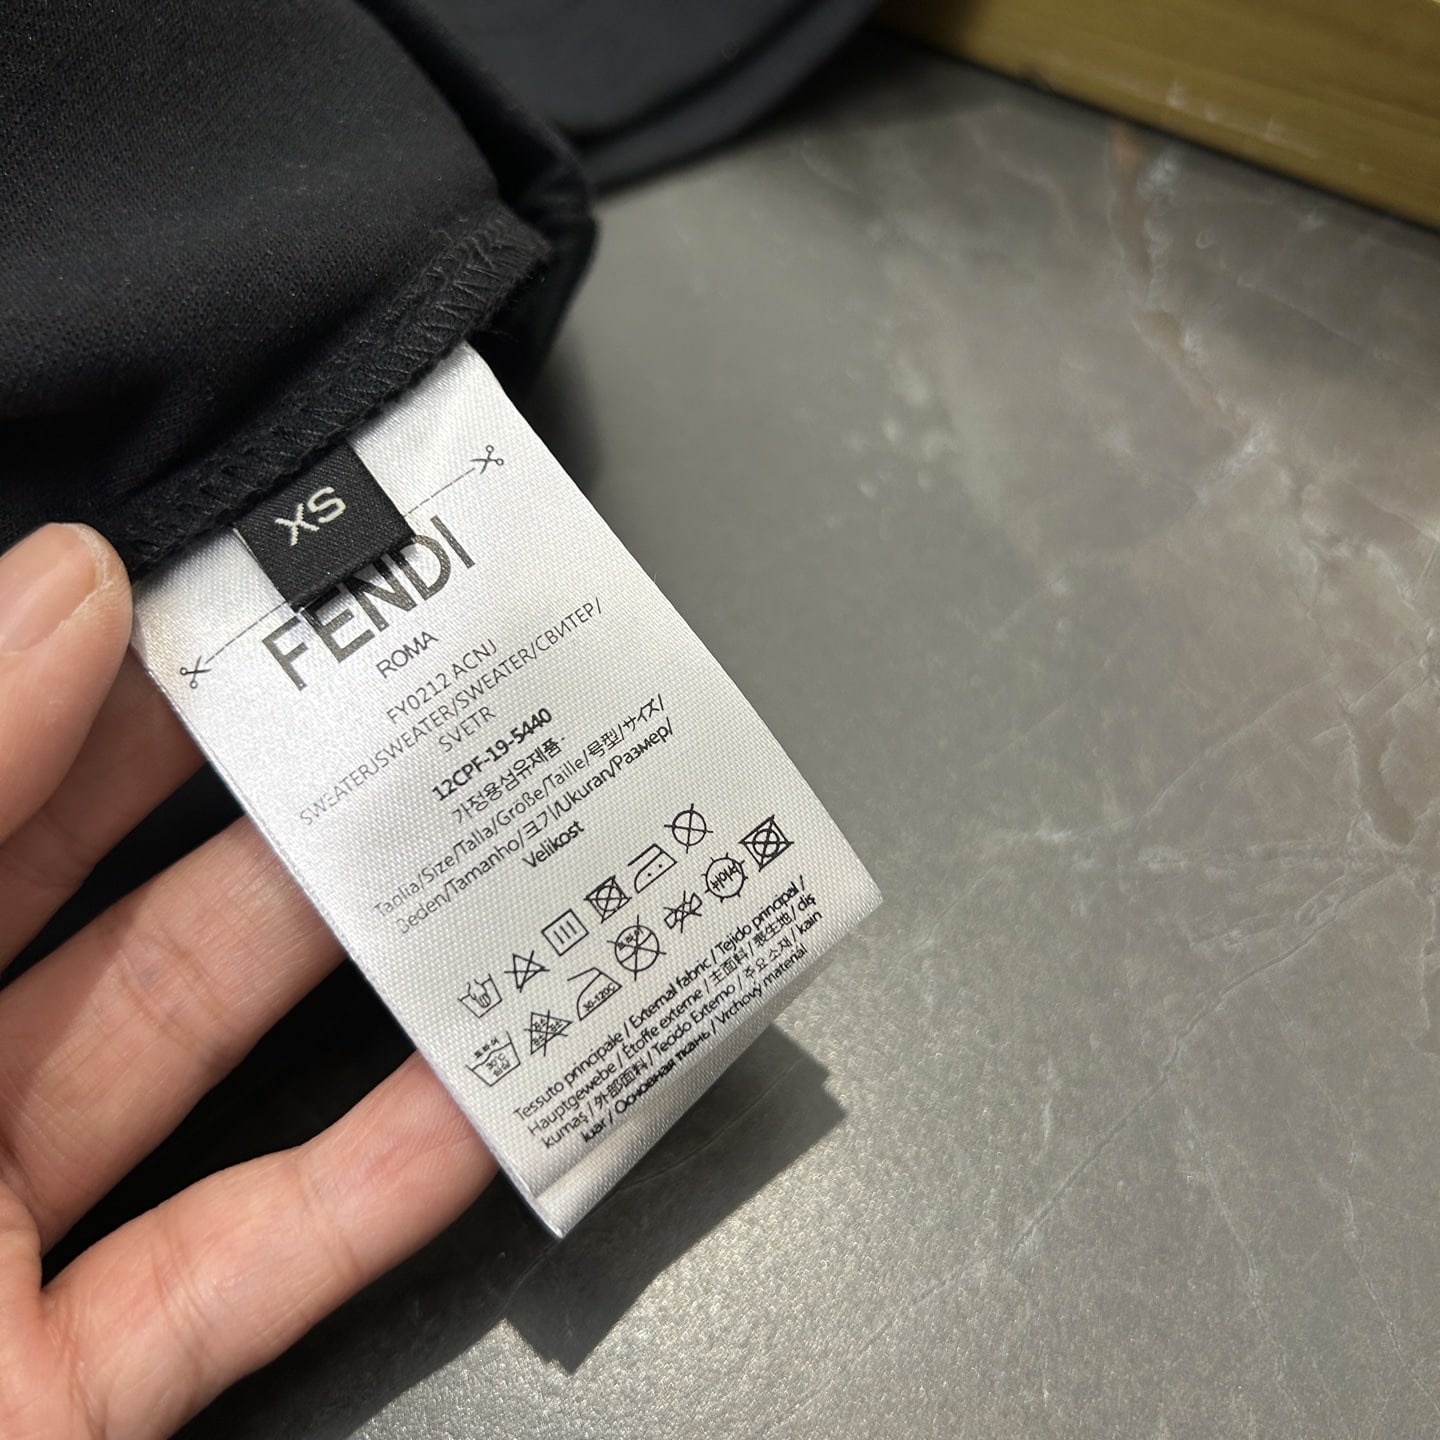 XS
FENDI
ROMA
FY0212 ACNJ
SWEATER/SWEATER/SWEATER/СВИТЕР/
SVETR
12CPF-19-5440
가정용섬유제품-
Taglia/Size/Talla/Größe/Taille/号型/サイズ/
Beden/Tamanho/크기/Ukuran/Размер/
Velikost
30℃
30-120C
Tessuto principale / External fabric / Tejido principal /
Hauptgewebe / Étoffe externe / 主面料 / 表生地 / dış
kumaş / 外部面料 / Tecido Externo / 주요소재 / kain
luar / Основная ткань / Vrchový materiál